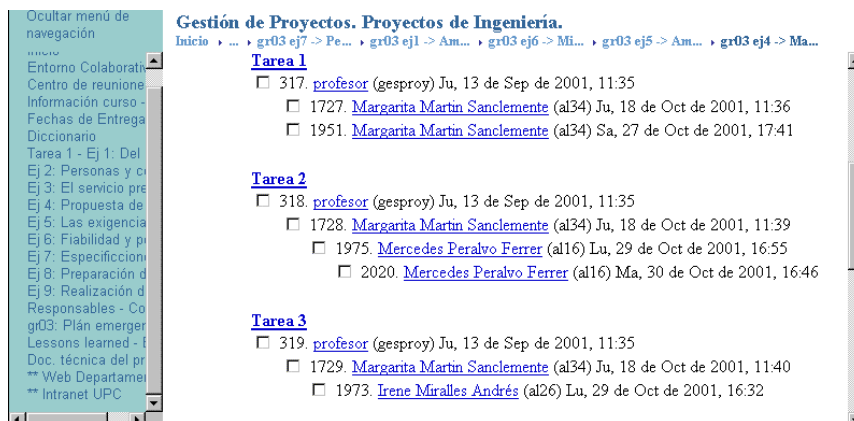 Ocultar menú de
navegación
Inicio
Entorno Colaborativ
Centro de reunione
Información curso -
Fechas de Entrega
Diccionario
Tarea 1 - Ej 1: Del
Ej 2: Personas y c
Ej 3: El servicio pre
Ej 4: Propuesta de
Ej 5: Las exigencia
Ej 6: Fiabilidad y p
Ej 7: Especificcion
Ej 8: Preparación d
Ej 9: Realización d
Responsables - Co
gr03: Plán emerger
Lessons learned - E
Doc. técnica del pr
** Web Departamer
** Intranet UPC
Gestión de Proyectos. Proyectos de Ingeniería.
Inicio › ... › gr03 ej7 -> Pe... › gr03 ej1 -> Am... › gr03 ej6 -> Mi... › gr03 ej5 -> Am... › gr03 ej4 -> Ma...
Tarea 1
317. profesor (gesproy) Ju, 13 de Sep de 2001, 11:35
1727. Margarita Martin Sanclemente (al34) Ju, 18 de Oct de 2001, 11:36
1951. Margarita Martin Sanclemente (al34) Sa, 27 de Oct de 2001, 17:41
Tarea 2
318. profesor (gesproy) Ju, 13 de Sep de 2001, 11:35
1728. Margarita Martin Sanclemente (al34) Ju, 18 de Oct de 2001, 11:39
1975. Mercedes Peralvo Ferrer (al16) Lu, 29 de Oct de 2001, 16:55
2020. Mercedes Peralvo Ferrer (al16) Ma, 30 de Oct de 2001, 16:46
Tarea 3
319. profesor (gesproy) Ju, 13 de Sep de 2001, 11:35
1729. Margarita Martin Sanclemente (al34) Ju, 18 de Oct de 2001, 11:40
1973. Irene Miralles Andrés (al26) Lu, 29 de Oct de 2001, 16:32